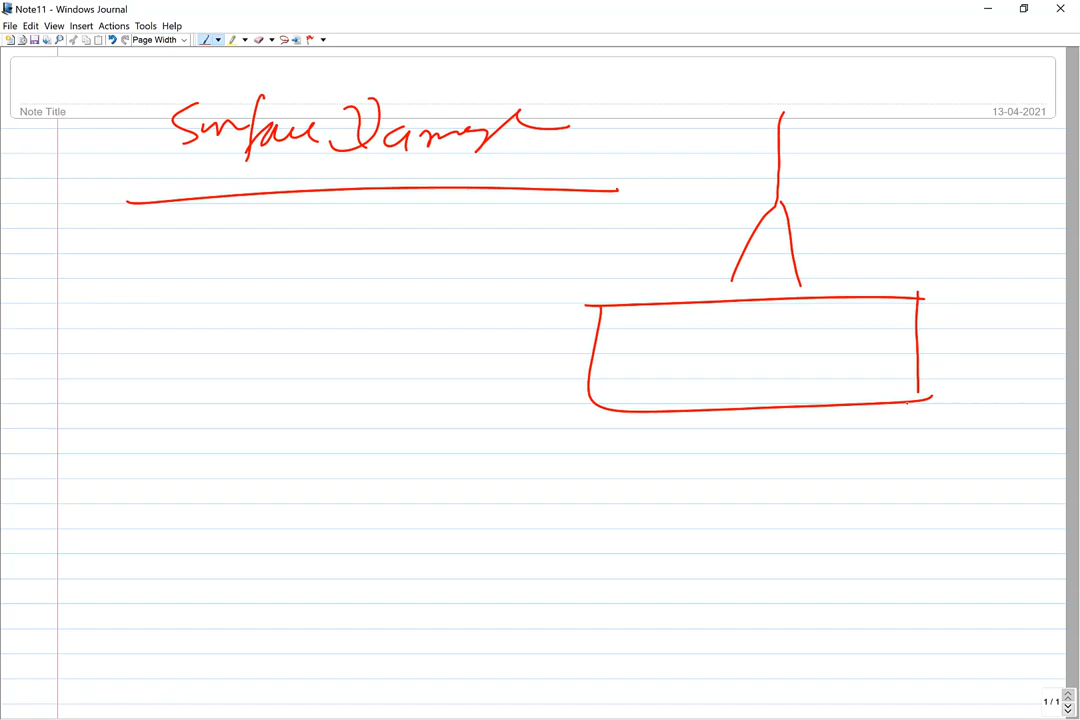 Note11 - Windows Journal
File Edit View Insert Actions Tools Help
Page Width
Surface Damage
Note Title
13-04-2021
1 / 1